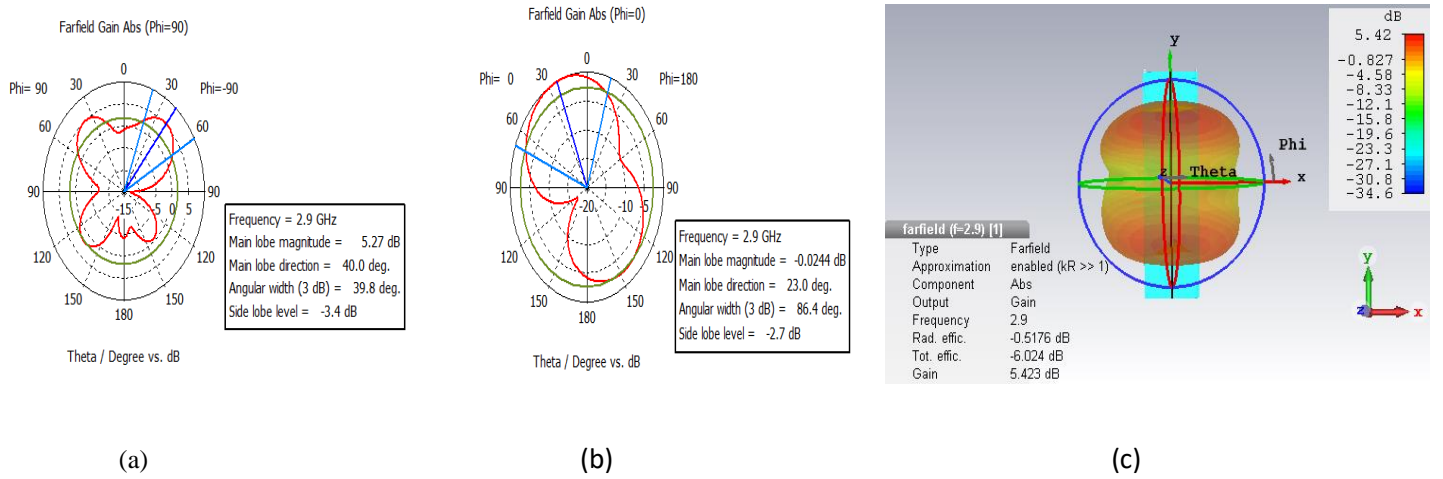 Farfield Gain Abs (Phi=90)
0
Phi= 90 30 30 Phi=-90
60 60
90 -15 -5 0 5 90
120 120
150 150
180
Frequency = 2.9 GHz
Main lobe magnitude = 5.27 dB
Main lobe direction = 40.0 deg.
Angular width (3 dB) = 39.8 deg.
Side lobe level = -3.4 dB
Theta / Degree vs. dB
(a)
Farfield Gain Abs (Phi=0)
0
Phi= 0 30 30 Phi=180
60 60
90 -20 -10 -5 90
120 120
150 150
180
Frequency = 2.9 GHz
Main lobe magnitude = -0.0244 dB
Main lobe direction = 23.0 deg.
Angular width (3 dB) = 86.4 deg.
Side lobe level = -2.7 dB
Theta / Degree vs. dB
(b)
dB
5.42
-0.827
-4.58
-8.33
-12.1
-15.8
-19.6
-23.3
-27.1
-30.8
-34.6
y
Phi
z Theta x
farfield (f=2.9) [1]
Type Farfield
Approximation enabled (kR >> 1)
Component Abs
Output Gain
Frequency 2.9
Rad. effic. -0.5176 dB
Tot. effic. -6.024 dB
Gain 5.423 dB
y
z x
(c)